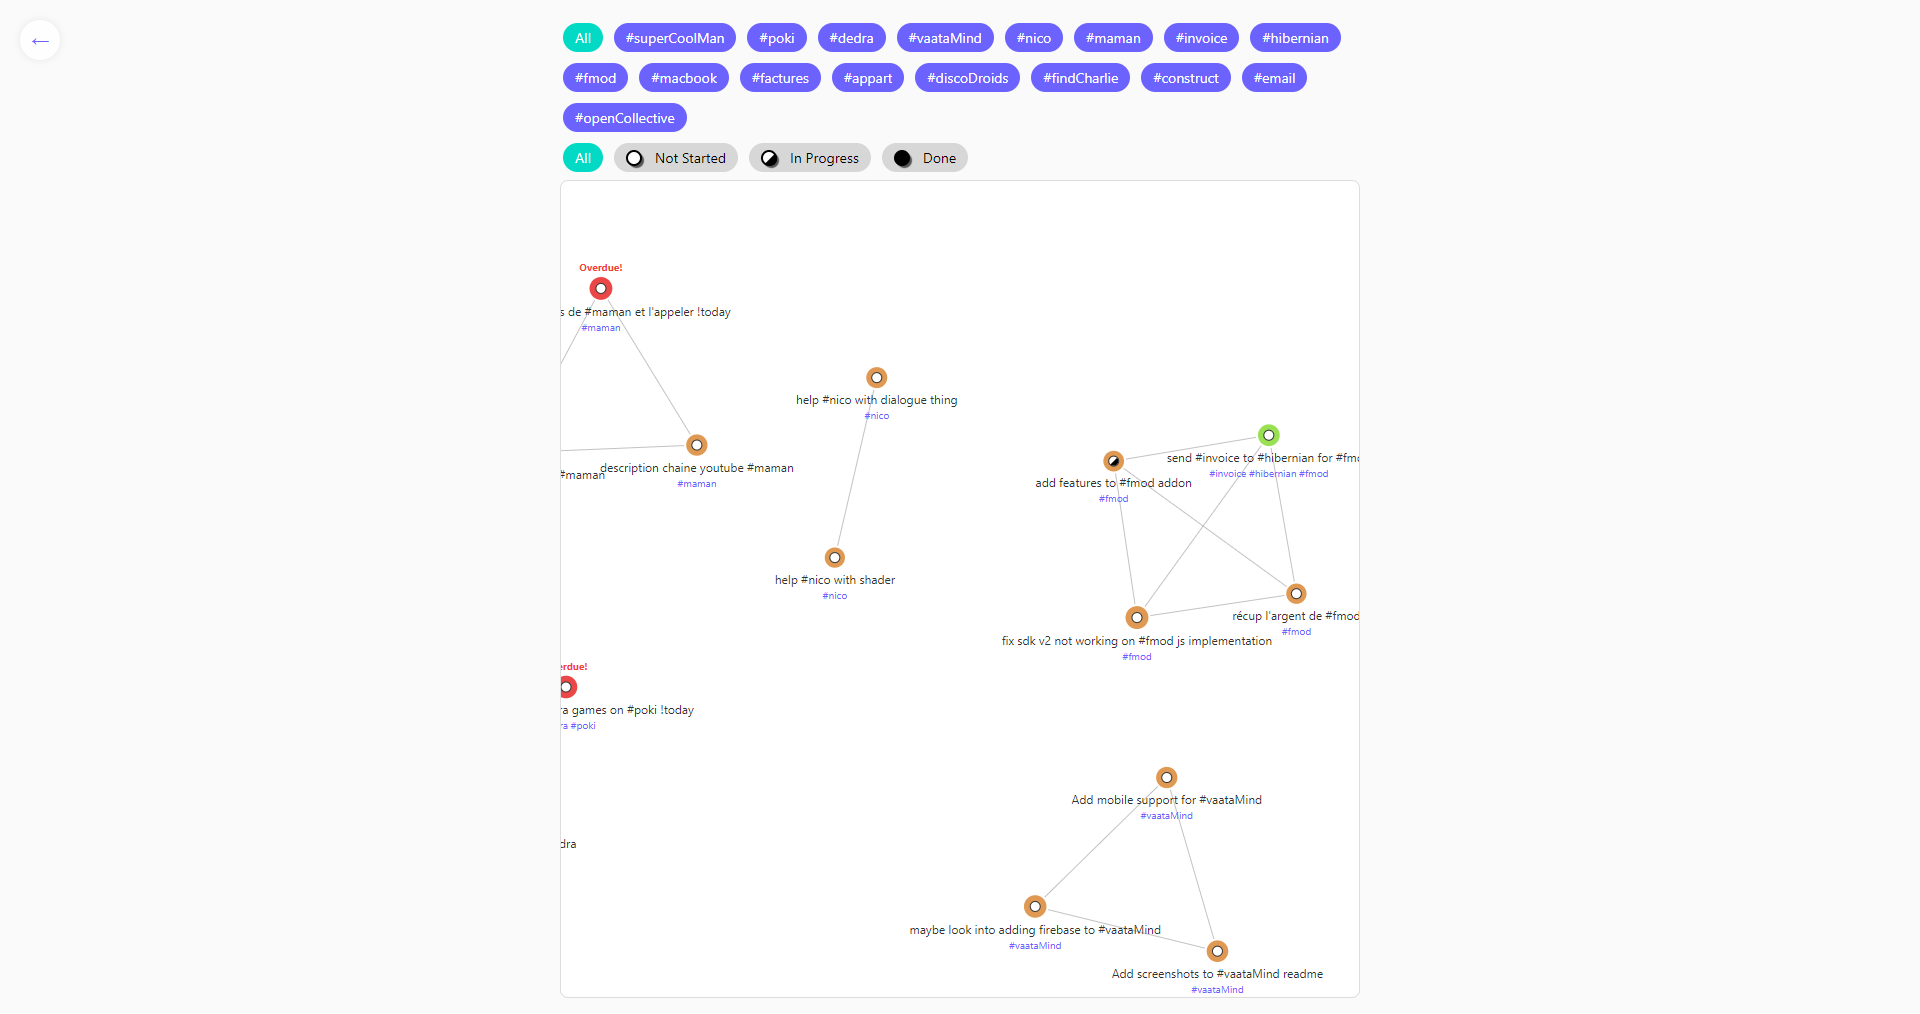 ←
All #superCoolMan #poki #dedra #vaataMind #nico #maman #invoice #hibernian
#fmod #macbook #factures #appart #discoDroids #findCharlie #construct #email
#openCollective
All Not Started In Progress Done
Overdue!
s de #maman et l'appeler !today
#maman
help #nico with dialogue thing
#nico
description chaine youtube #maman
#maman
#maman
send #invoice to #hibernian for #fmo
#invoice #hibernian #fmod
add features to #fmod addon
#fmod
help #nico with shader
#nico
récup l'argent de #fmod
#fmod
fix sdk v2 not working on #fmod js implementation
#fmod
erdue!
ra games on #poki !today
ra #poki
Add mobile support for #vaataMind
#vaataMind
dra
maybe look into adding firebase to #vaataMind
#vaataMind
Add screenshots to #vaataMind readme
#vaataMind